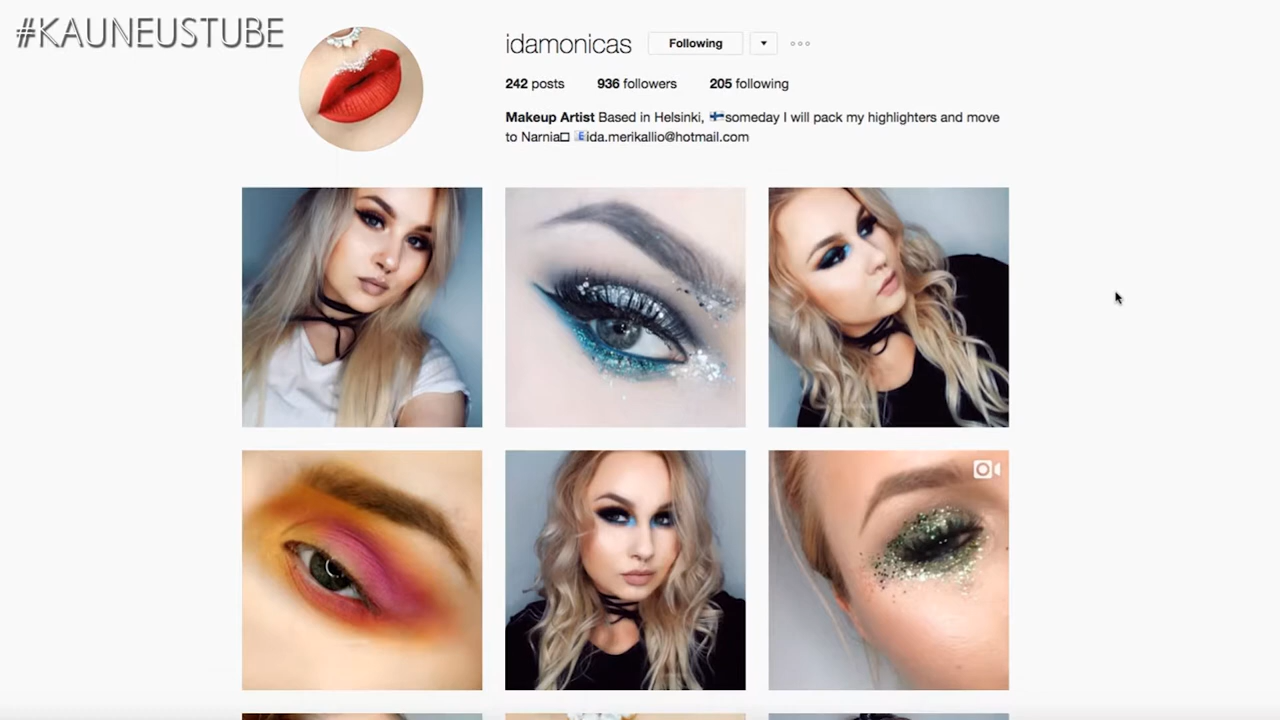 #KAUNEUSTUBE
idamonicas Following
242 posts 936 followers 205 following
Makeup Artist Based in Helsinki, 🇫🇮someday I will pack my highlighters and move
to Narnia□ 📧ida.merikallio@hotmail.com